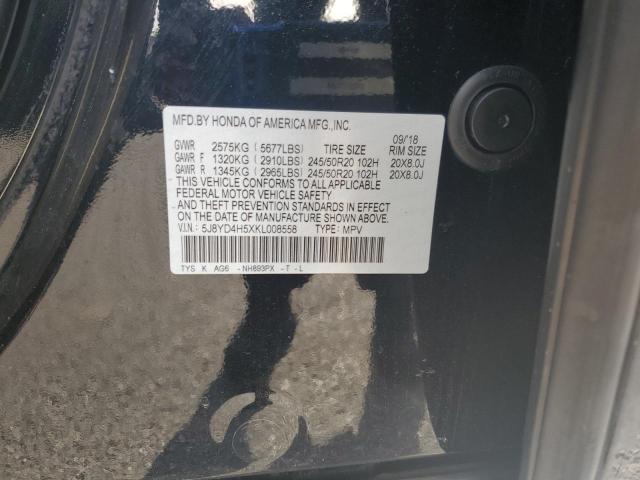 MFD.BY HONDA OF AMERICA MFG.,INC.
09/'18
GVWR 2575KG ( 5677LBS) TIRE SIZE RIM SIZE
GAWR F 1320KG ( 2910LBS) 245/50R20 102H 20X8.0J
GAWR R 1345KG ( 2965LBS) 245/50R20 102H 20X8.0J
THIS VEHICLE CONFORMS TO ALL APPLICABLE
FEDERAL MOTOR VEHICLE SAFETY
AND THEFT PREVENTION STANDARDS IN EFFECT
ON THE DATE OF MANUFACTURE SHOWN ABOVE.
V.I.N.: 5J8YD4H5XKL008558 TYPE: MPV
TYS K AG6 -NH893PX -T -L